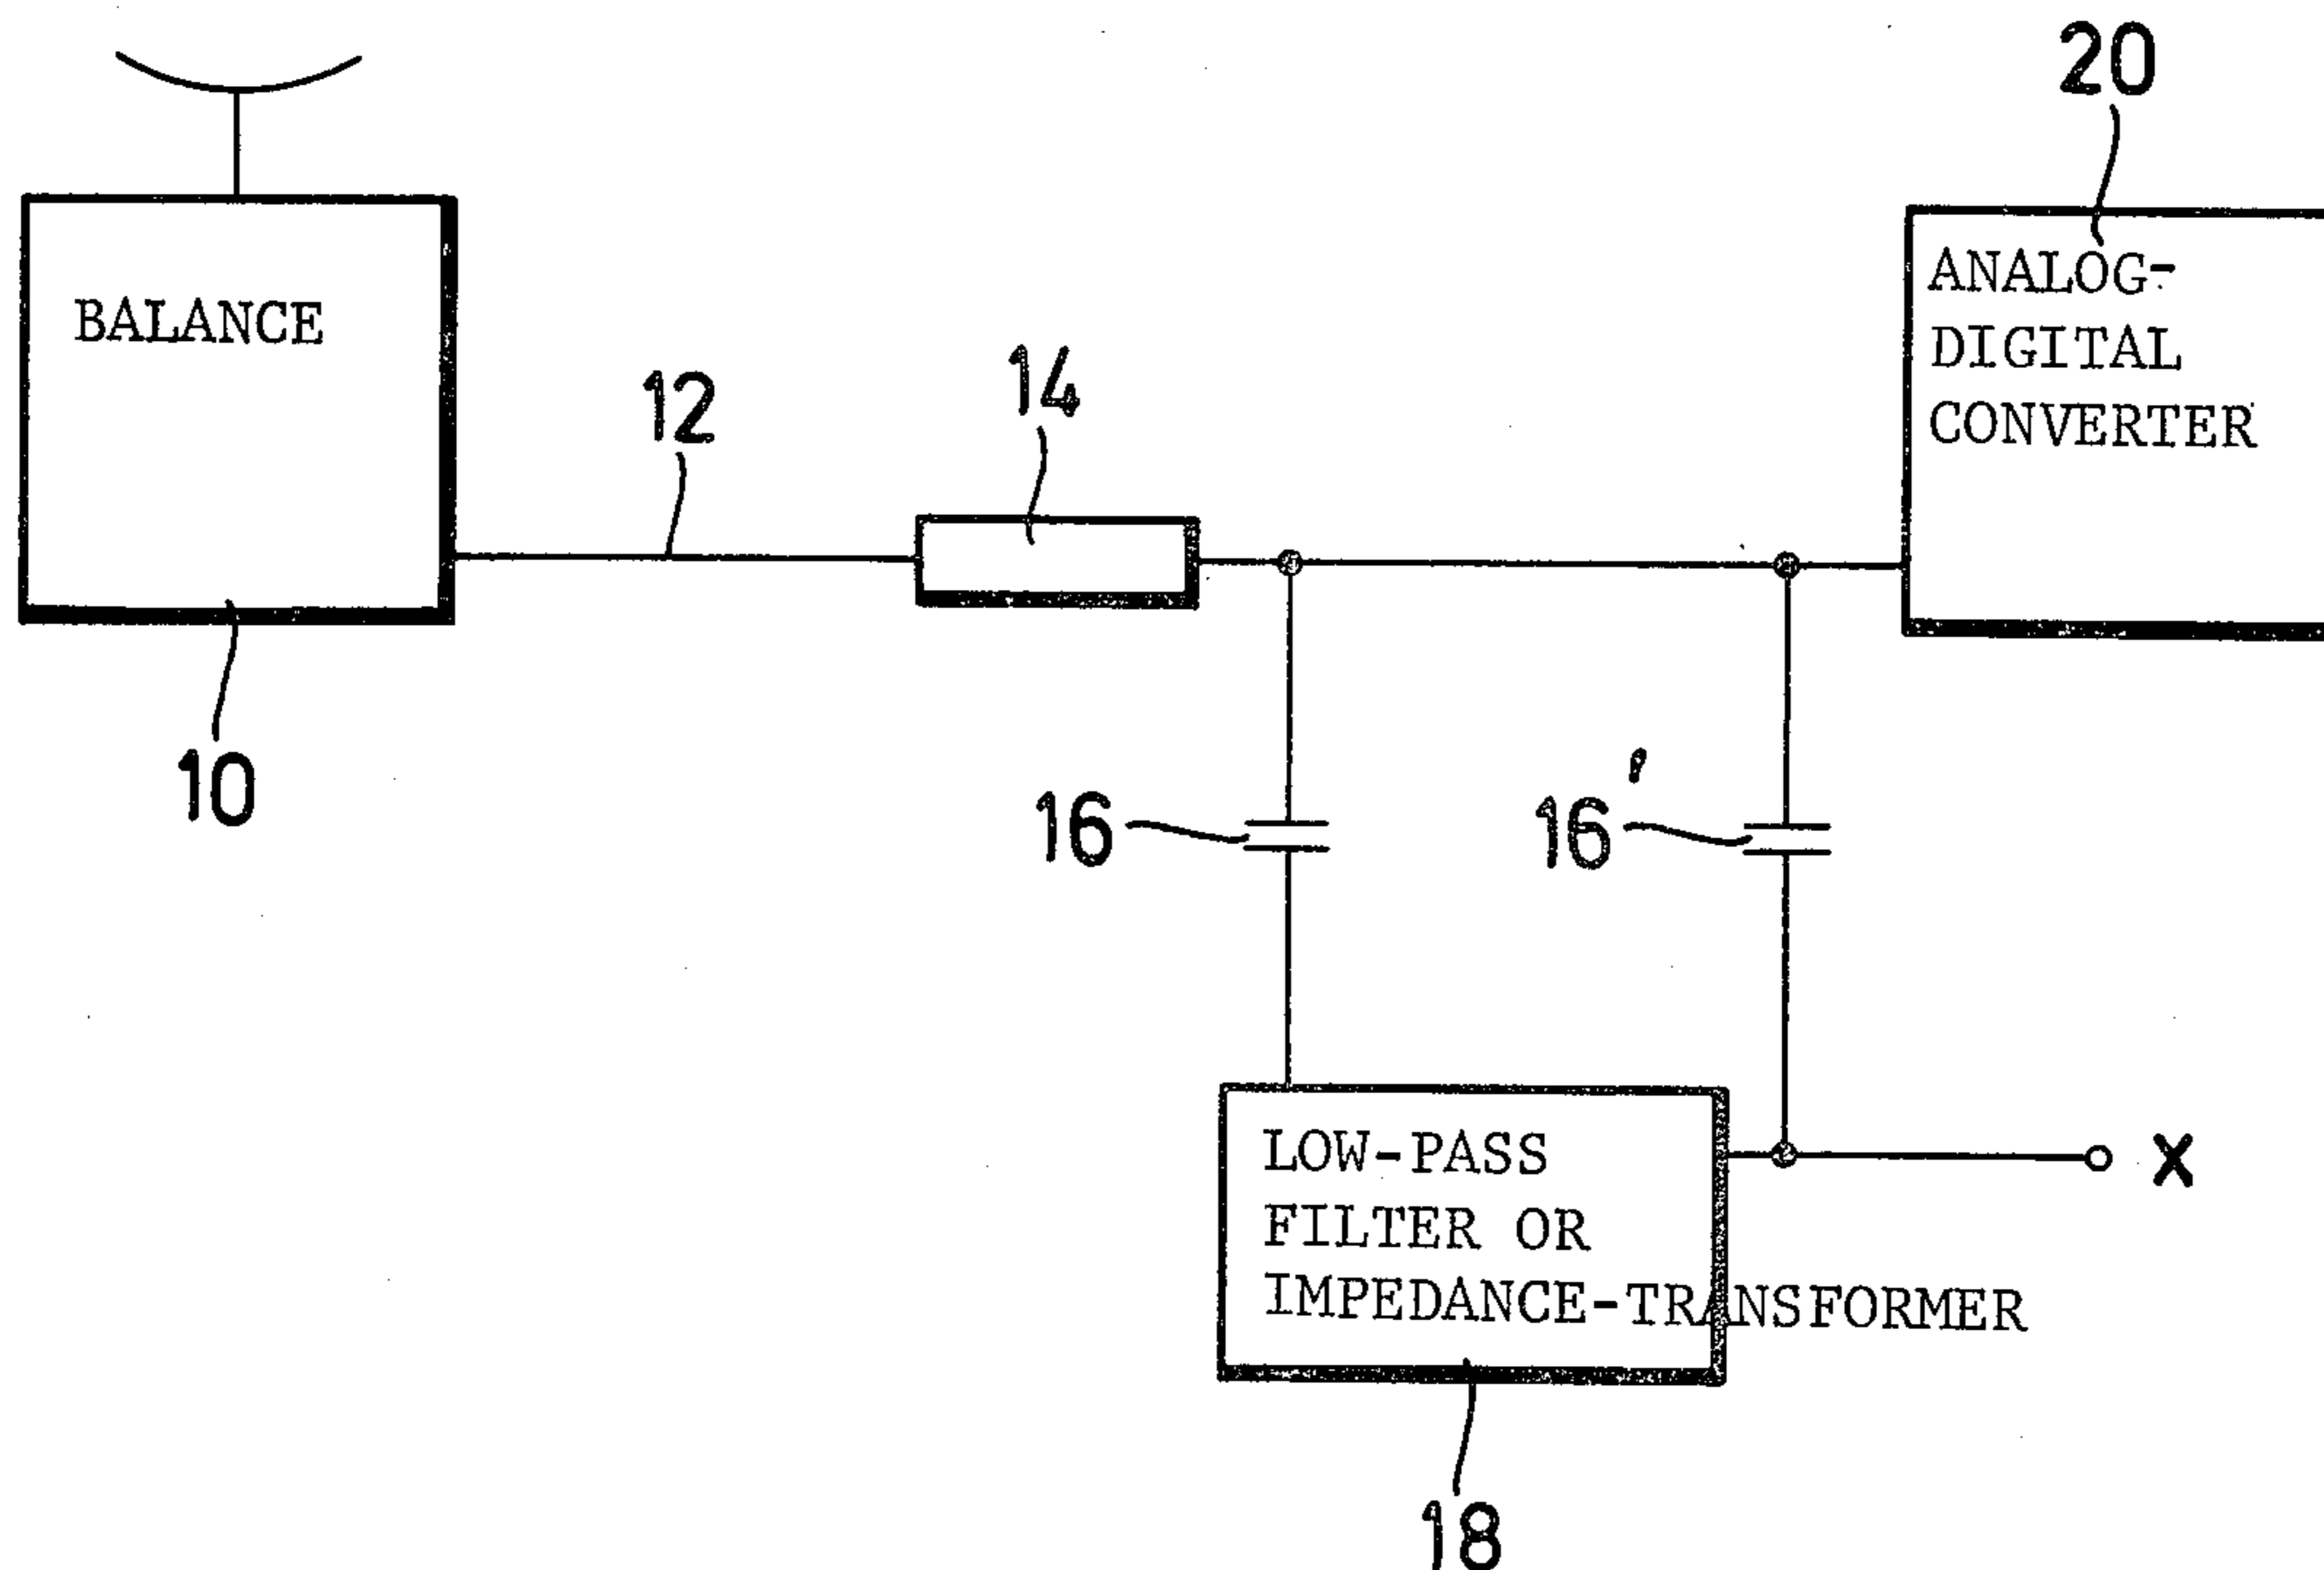 20
BALANCE
ANALOG-
DIGITAL
CONVERTER
12
14
10
16
16'
LOW-PASS
FILTER OR
IMPEDANCE-TRANSFORMER
X
18